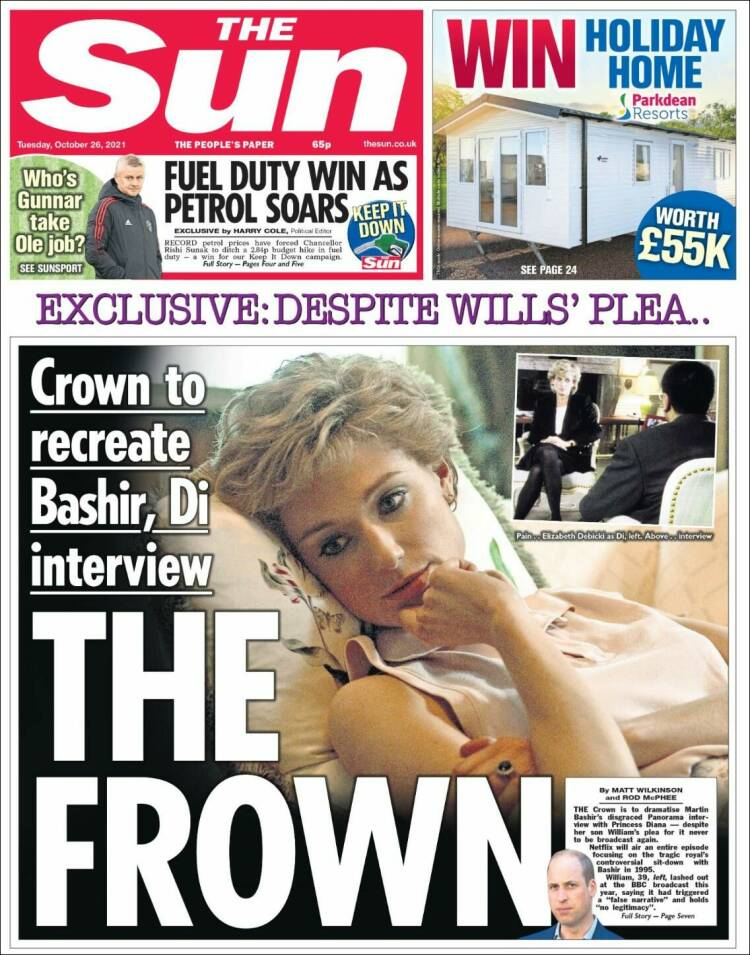 THE
Sun
Tuesday, October 26, 2021
THE PEOPLE'S PAPER
65p
thesun.co.uk
WIN
HOLIDAY
HOME
Parkdean
Resorts
WORTH
£55K
SEE PAGE 24
Who's
Gunnar
take
Ole job?
SEE SUNSPORT
FUEL DUTY WIN AS
PETROL SOARS
KEEP IT
DOWN
Sun
EXCLUSIVE by HARRY COLE, Political Editor
RECORD petrol prices have forced Chancellor
Rishi Sunak to ditch a 2.84p budget hike in fuel
duty – a win for our Keep It Down campaign.
Full Story – Pages Four and Five
EXCLUSIVE: DESPITE WILLS' PLEA..
Crown to
recreate
Bashir, Di
interview
Pain . . Elizabeth Debicki as Di, left. Above . . interview
THE
FROWN
By MATT WILKINSON
and ROD McPHEE
THE Crown is to dramatise Martin
Bashir's disgraced Panorama inter-
view with Princess Diana — despite
her son William's plea for it never
to be broadcast again.
Netflix will air an entire episode
focusing on the tragic royal's
controversial sit-down with
Bashir in 1995.
William, 39, left, lashed out
at the BBC broadcast this
year, saying it had triggered
a "false narrative" and holds
"no legitimacy".
Full Story — Page Seven